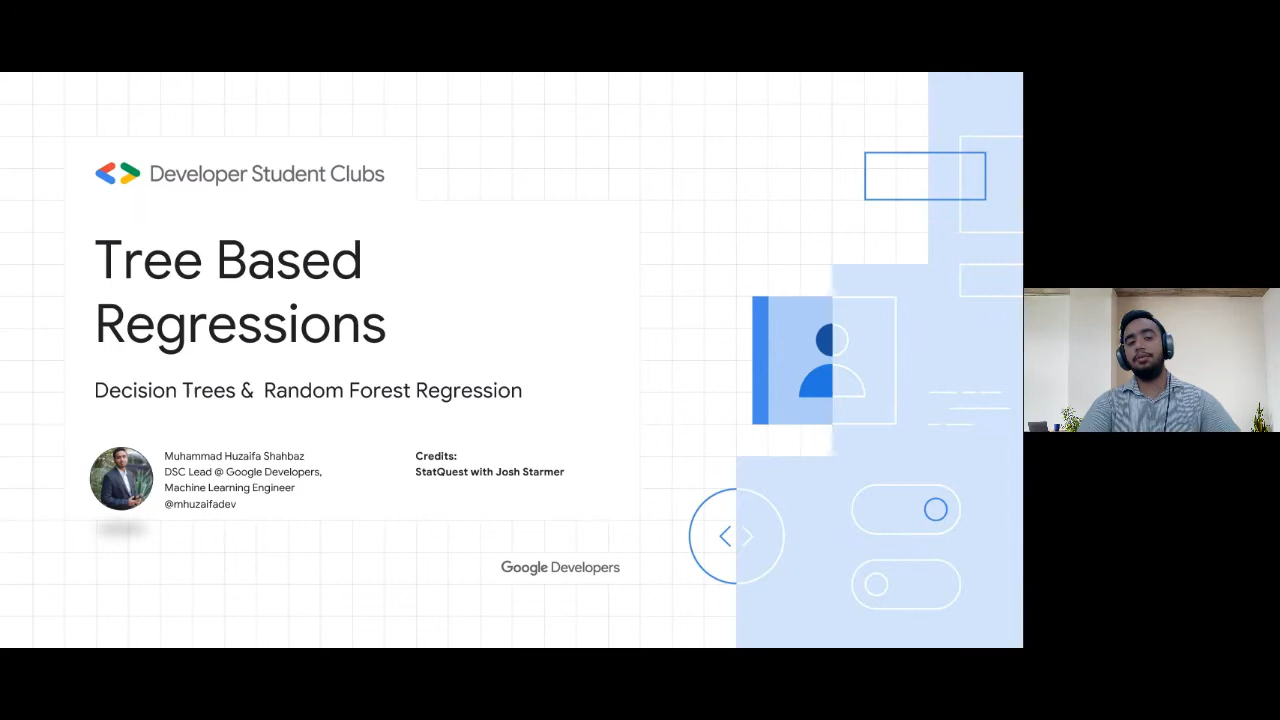 Developer Student Clubs
Tree Based
Regressions
Decision Trees & Random Forest Regression
Muhammad Huzaifa Shahbaz
DSC Lead @ Google Developers,
Machine Learning Engineer
@mhuzaifadev
Credits:
StatQuest with Josh Starmer
Google Developers